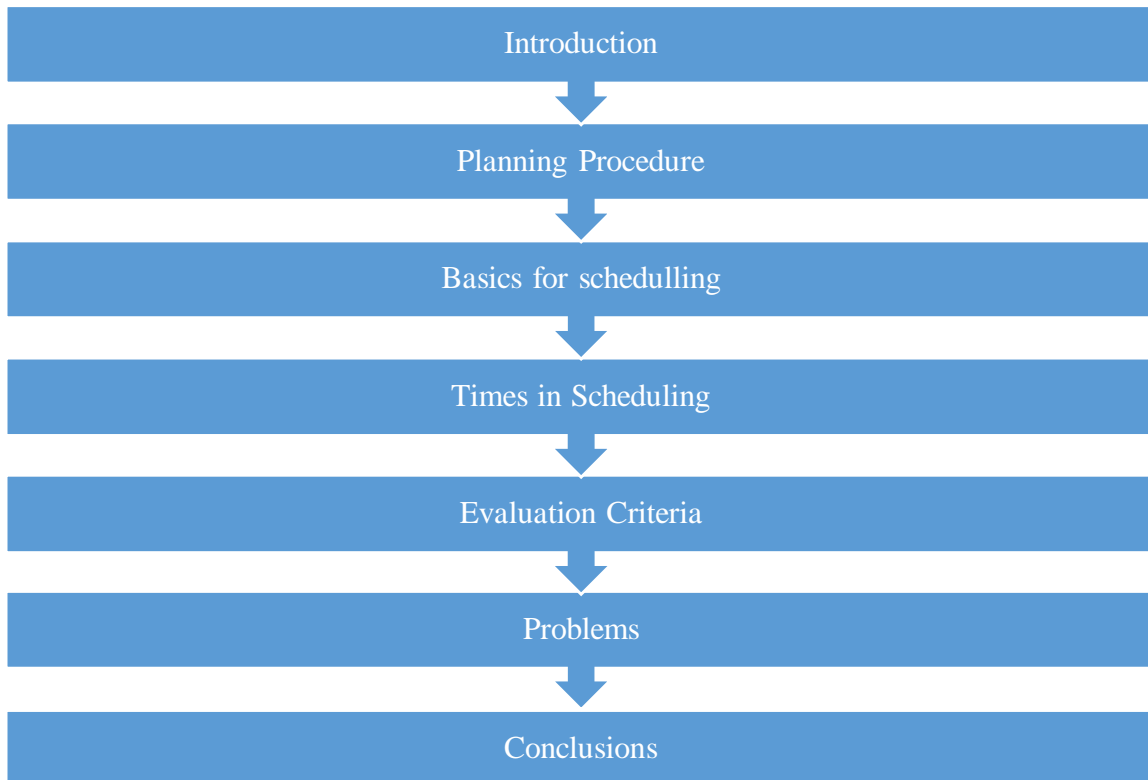 Introduction
Planning Procedure
Basics for schedulling
Times in Scheduling
Evaluation Criteria
Problems
Conclusions